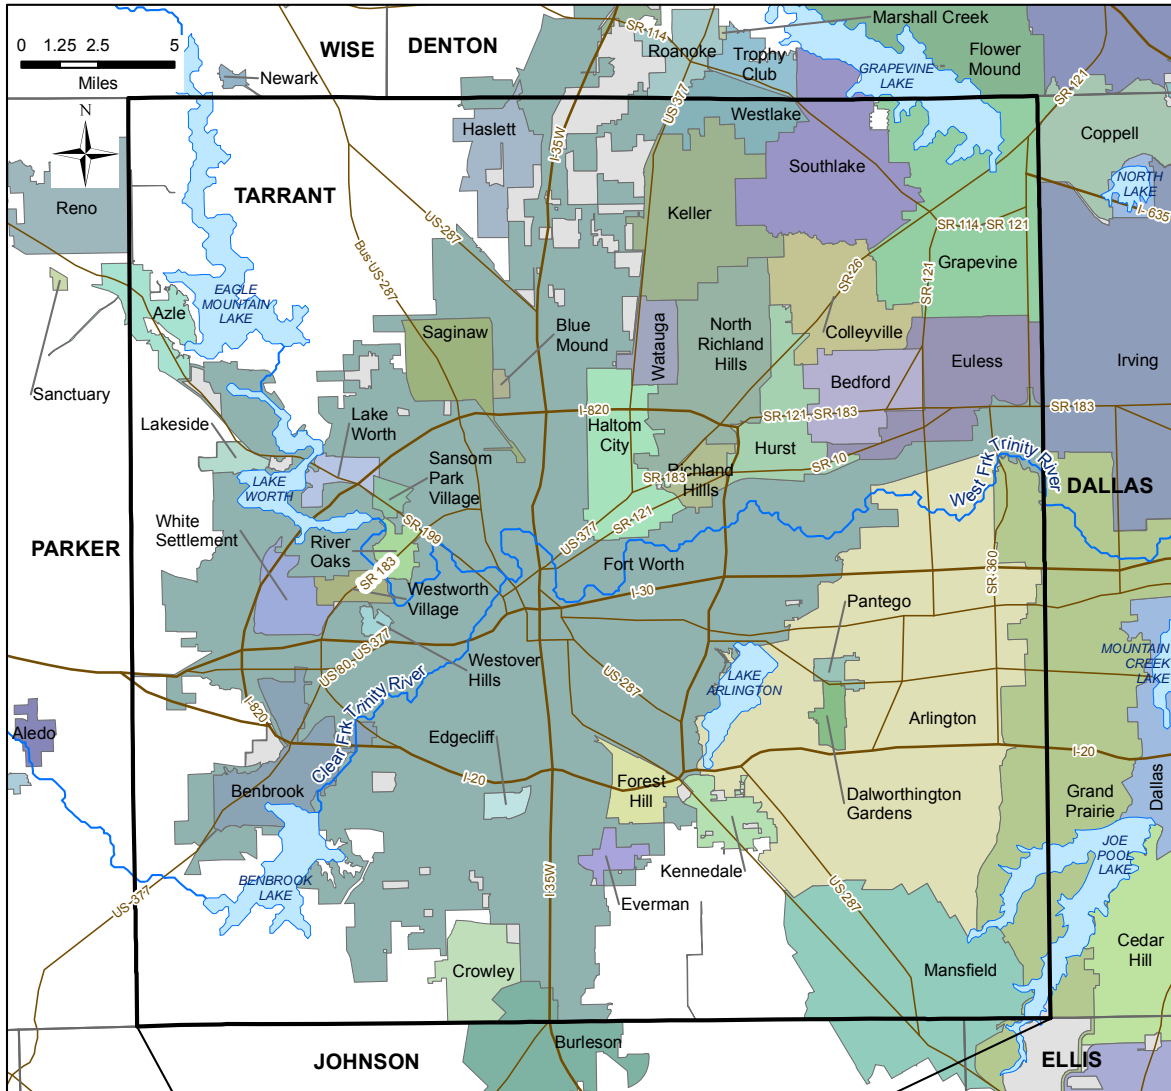 Marshall Creek
0 1.25 2.5 5
Miles
WISE
DENTON
SR 114
Roanoke
Trophy
Club
Flower
Mound
GRAPEVINE
LAKE
SR 121
Newark
N
US 377
Westlake
Haslett
I-35W
Coppell
Southlake
NORTH
LAKE
I- 635
Reno
TARRANT
US-287
Keller
SR 114, SR 121
Bus US-287
Grapevine
SR 26
SR 121
EAGLE
MOUNTAIN
LAKE
Azle
Saginaw
Blue
Mound
Watauga
North
Richland
Hills
Colleyville
Euless
Irving
Bedford
Sanctuary
Lakeside
Lake
Worth
I-820
SR 121, SR 183
SR 183
Haltom
City
Hurst
Sansom
Park
Village
SR 10
Richland
Hills
SR 183
LAKE
WORTH
West Frk Trinity River
DALLAS
White
Settlement
SR 199
SR 121
US-377
PARKER
River
Oaks
SR 183
Fort Worth
SR 360
Westworth
Village
I-30
Pantego
US 80, US 377
Westover
Hills
US-287
LAKE
ARLINGTON
MOUNTAIN
CREEK
LAKE
Clear Frk Trinity River
I-820
Aledo
Arlington
Edgecliff
I-20
I-20
Benbrook
Forest
Hill
Dalworthington
Gardens
Grand
Prairie
Dallas
JOE
POOL
LAKE
BENBROOK
LAKE
Kennedale
US-287
US-377
I-35W
Everman
Crowley
Mansfield
Cedar
Hill
Burleson
JOHNSON
ELLIS